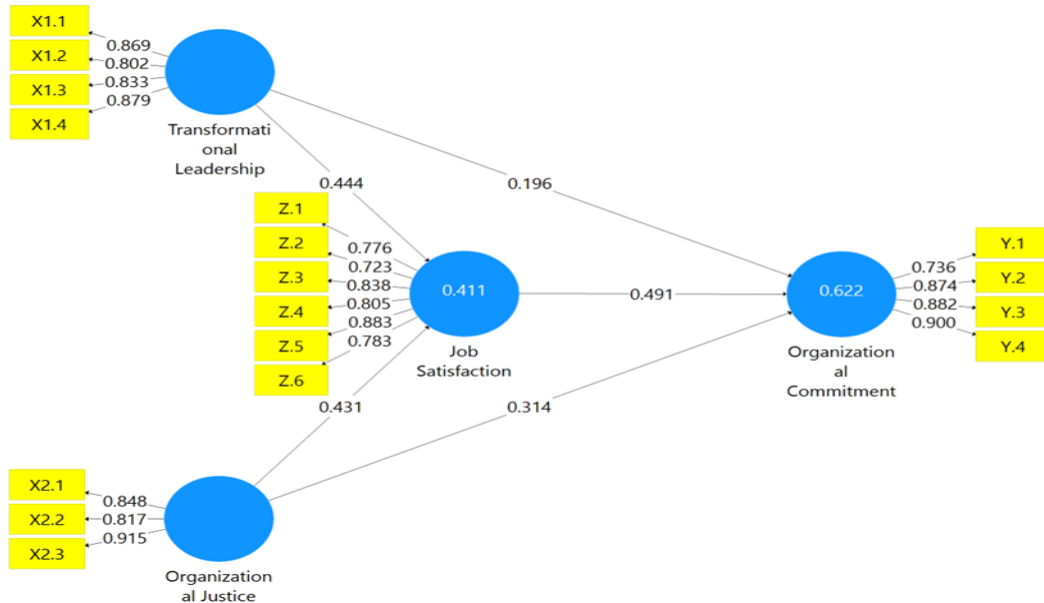 X1.1
X1.2
X1.3
X1.4
0.869
0.802
0.833
0.879
Transformati
onal
Leadership
0.444
0.196
Z.1
Z.2
Z.3
Z.4
Z.5
Z.6
0.776
0.723
0.838
0.805
0.883
0.783
0.411
Job
Satisfaction
0.491
0.622
Organization
al
Commitment
0.736
0.874
0.882
0.900
Y.1
Y.2
Y.3
Y.4
0.431
0.314
X2.1
X2.2
X2.3
0.848
0.817
0.915
Organization
al Justice